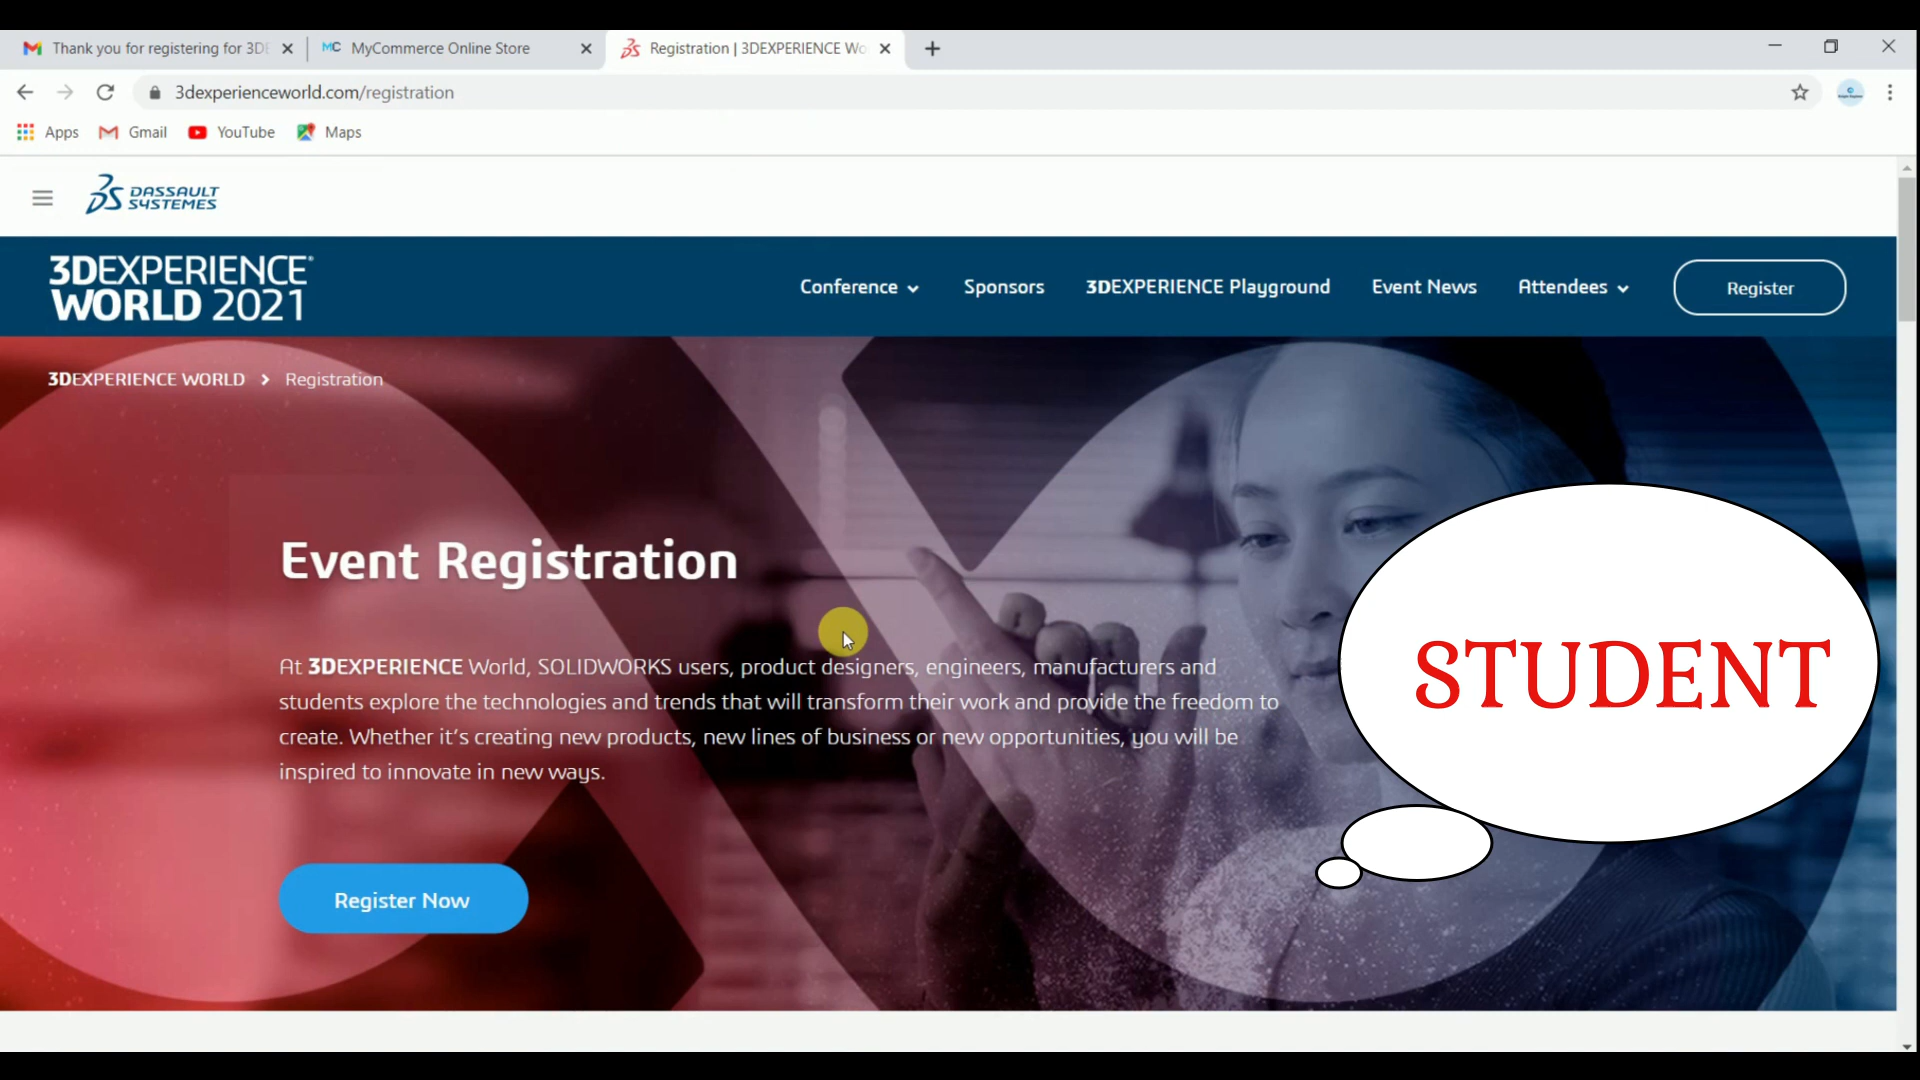 Thank you for registering for 3DE
MC MyCommerce Online Store
Registration | 3DEXPERIENCE Wo
3dexperienceworld.com/registration
Apps Gmail YouTube Maps
DASSAULT
SYSTEMES
3DEXPERIENCE
WORLD 2021
Conference Sponsors 3DEXPERIENCE Playground Event News Attendees Register
3DEXPERIENCE WORLD > Registration
Event Registration
At 3DEXPERIENCE World, SOLIDWORKS users, product designers, engineers, manufacturers and
students explore the technologies and trends that will transform their work and provide the freedom to
create. Whether it's creating new products, new lines of business or new opportunities, you will be
inspired to innovate in new ways.
Register Now
STUDENT